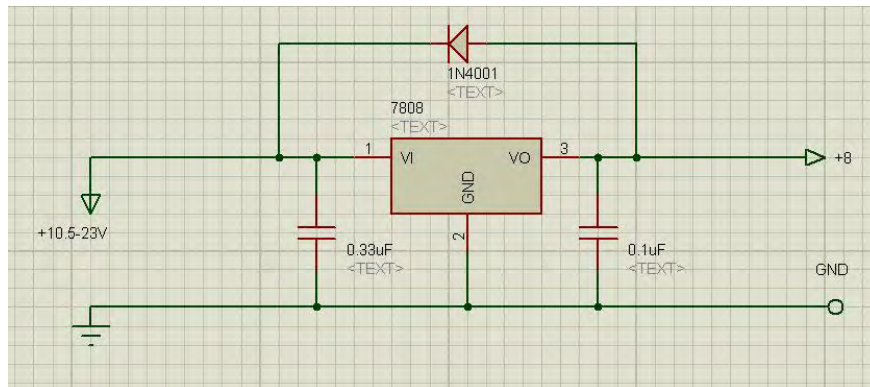 1N4001
<TEXT>
7808
<TEXT>
1
VI
VO
3
+8
GND
2
+10.5-23V
0.33uF
<TEXT>
0.1uF
<TEXT>
GND